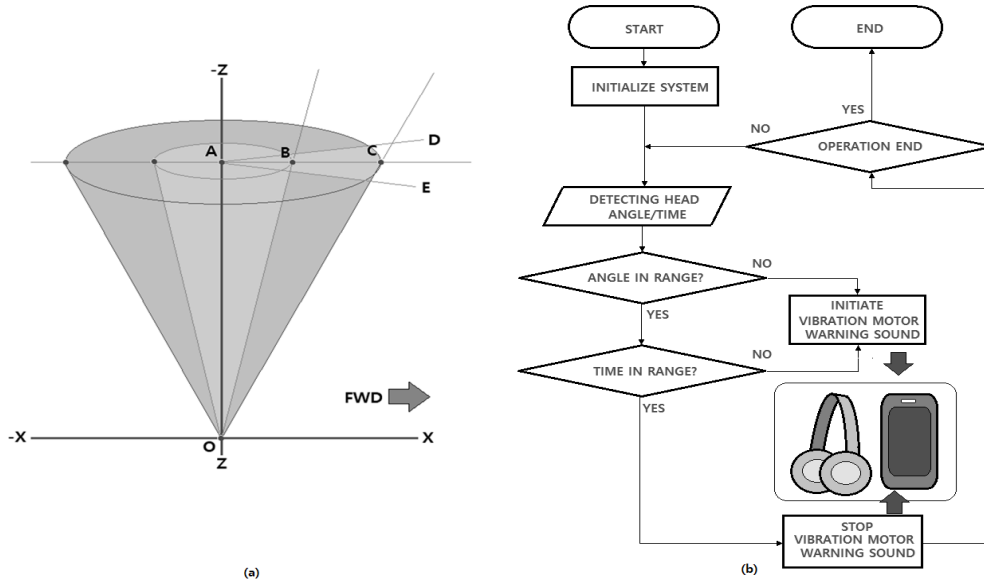 -Z
A
B
C
D
E
FWD
-X
O
X
Z
(a)
START
END
INITIALIZE SYSTEM
YES
NO
OPERATION END
DETECTING HEAD
ANGLE/TIME
NO
ANGLE IN RANGE?
INITIATE
VIBRATION MOTOR
WARNING SOUND
YES
NO
TIME IN RANGE?
YES
STOP
VIBRATION MOTOR
WARNING SOUND
(b)